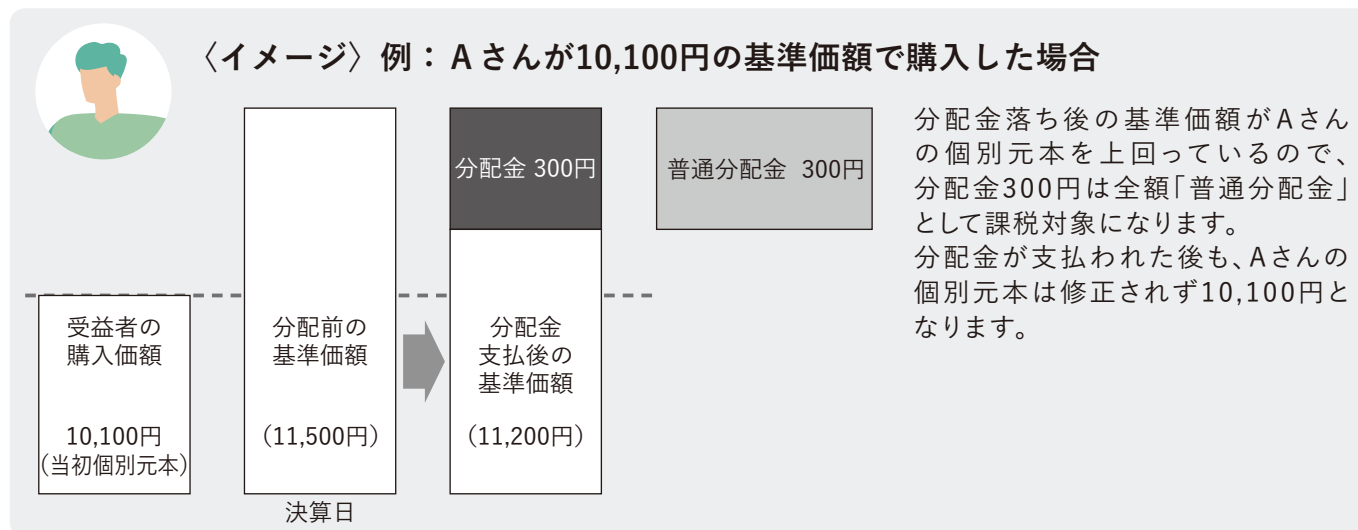 〈イメージ〉例：Aさんが10,100円の基準価額で購入した場合
分配金 300円
普通分配金 300円
分配金落ち後の基準価額がAさん
の個別元本を上回っているので、
分配金300円は全額「普通分配金」
として課税対象になります。
分配金が支払われた後も、Aさんの
個別元本は修正されず10,100円と
なります。
受益者の
購入価額
10,100円
(当初個別元本)
分配前の
基準価額
(11,500円)
分配金
支払後の
基準価額
(11,200円)
決算日